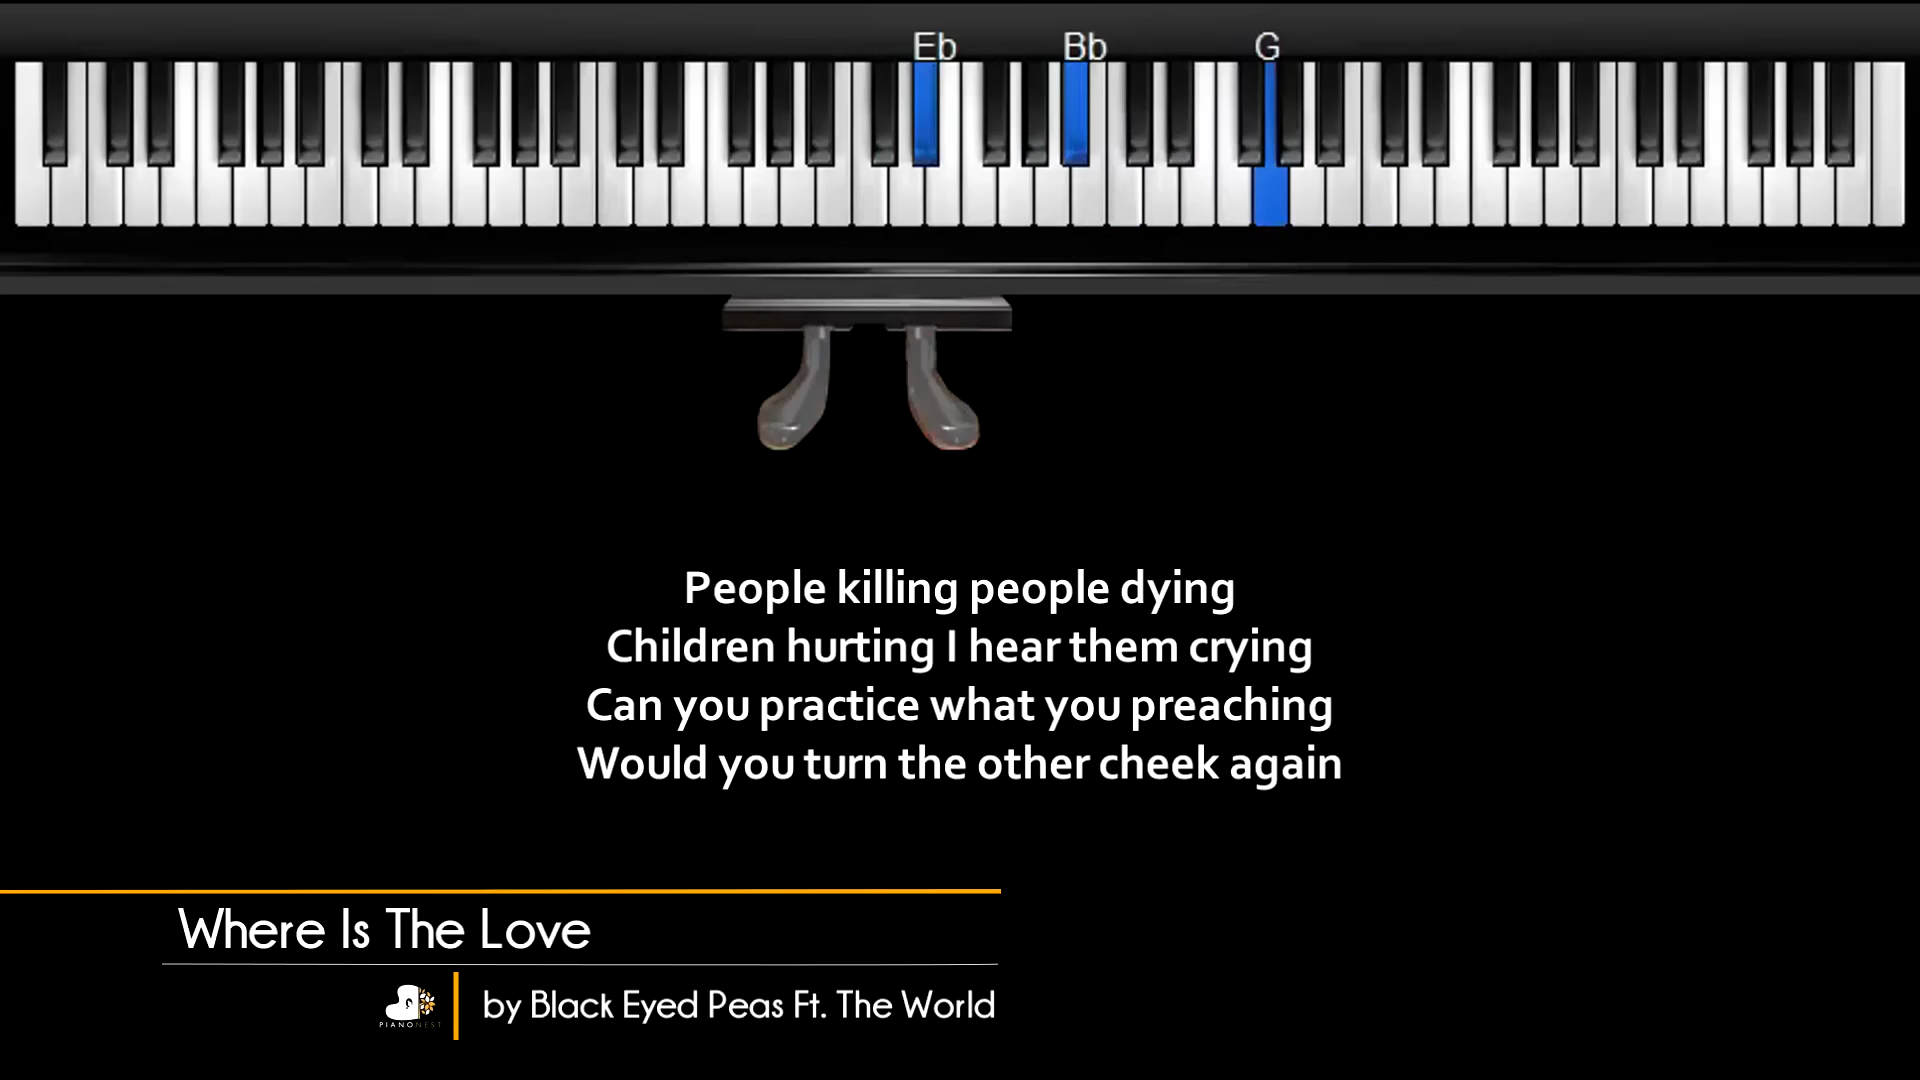 Eb Bb G
People killing people dying
Children hurting I hear them crying
Can you practice what you preaching
Would you turn the other cheek again
Where Is The Love
PIANONEST
by Black Eyed Peas Ft. The World